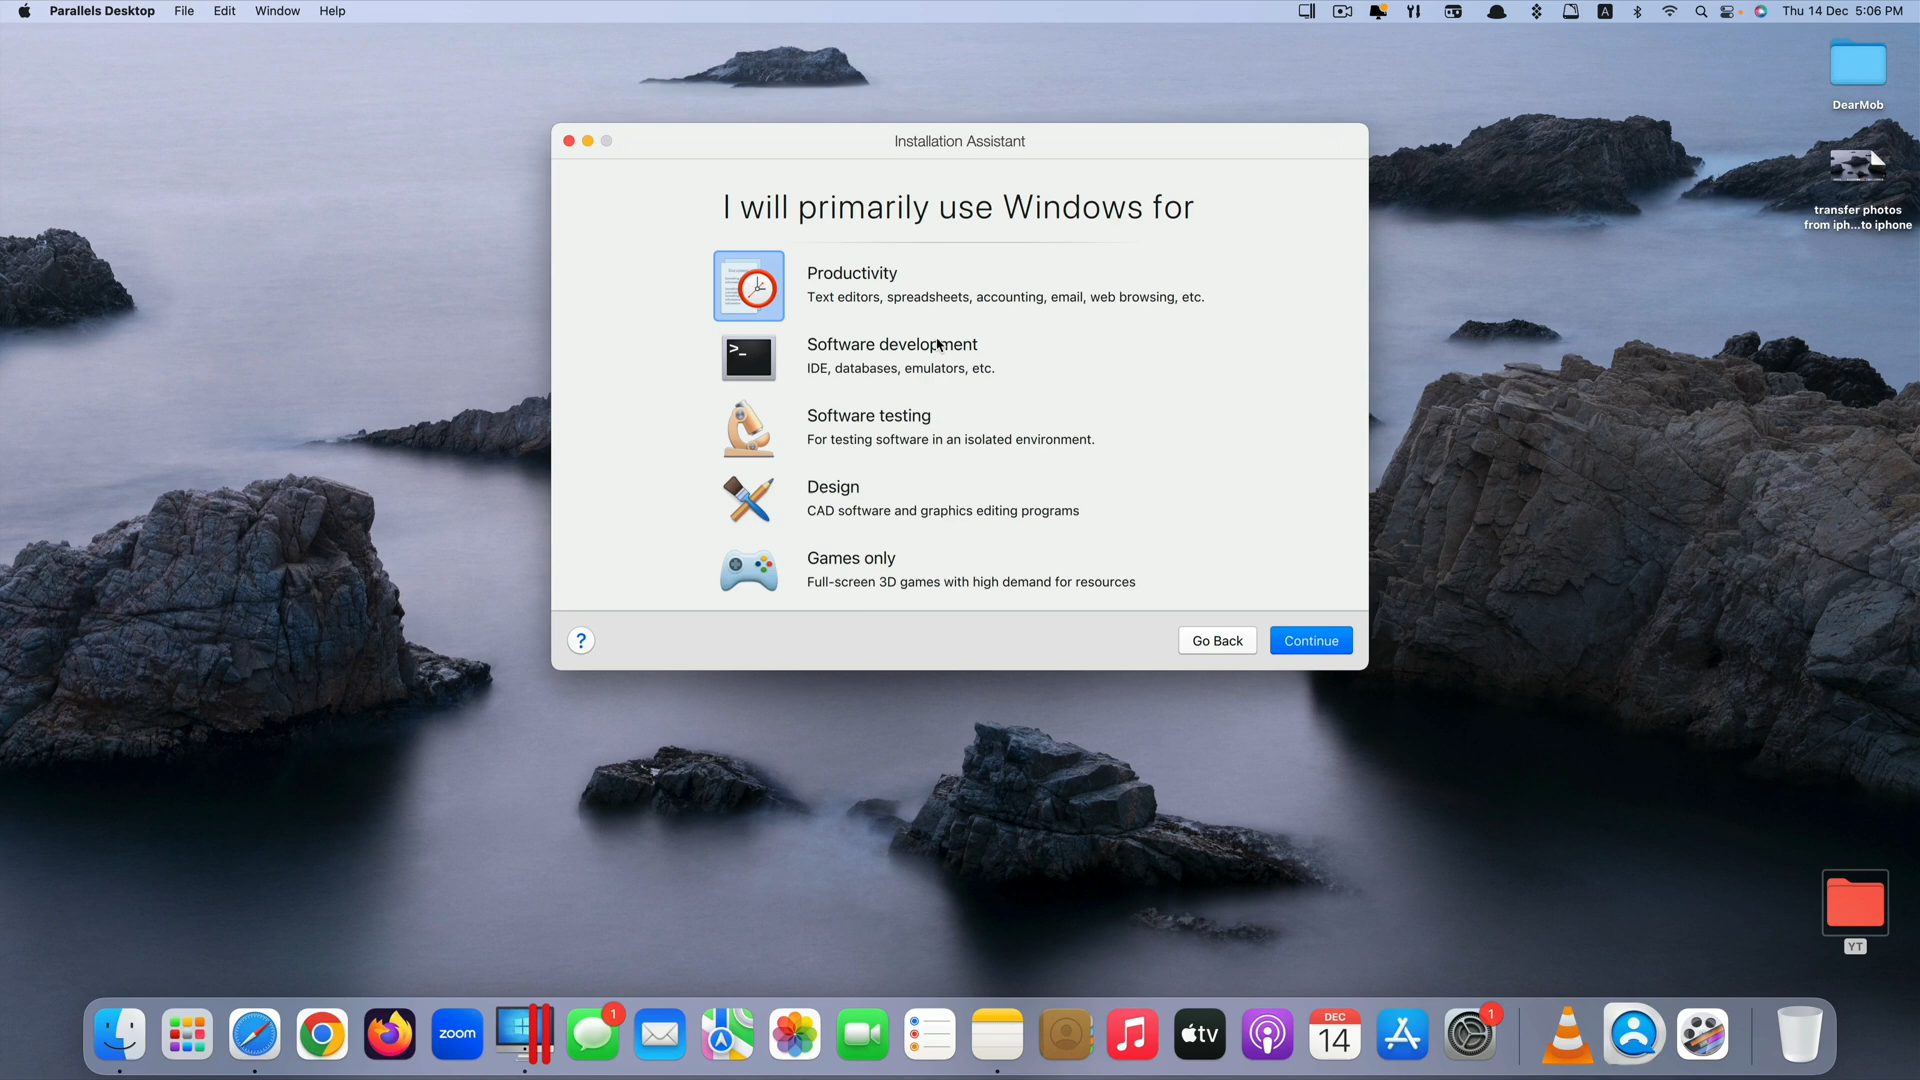 Parallels Desktop File Edit Window Help
A
Thu 14 Dec 5:06 PM
DearMob
transfer photos
from iph...to iphone
Installation Assistant
I will primarily use Windows for
Productivity
Text editors, spreadsheets, accounting, email, web browsing, etc.
>_
Software development
IDE, databases, emulators, etc.
Software testing
For testing software in an isolated environment.
Design
CAD software and graphics editing programs
Games only
Full-screen 3D games with high demand for resources
?
Go Back
Continue
YT
zoom
1
tv
DEC
14
1